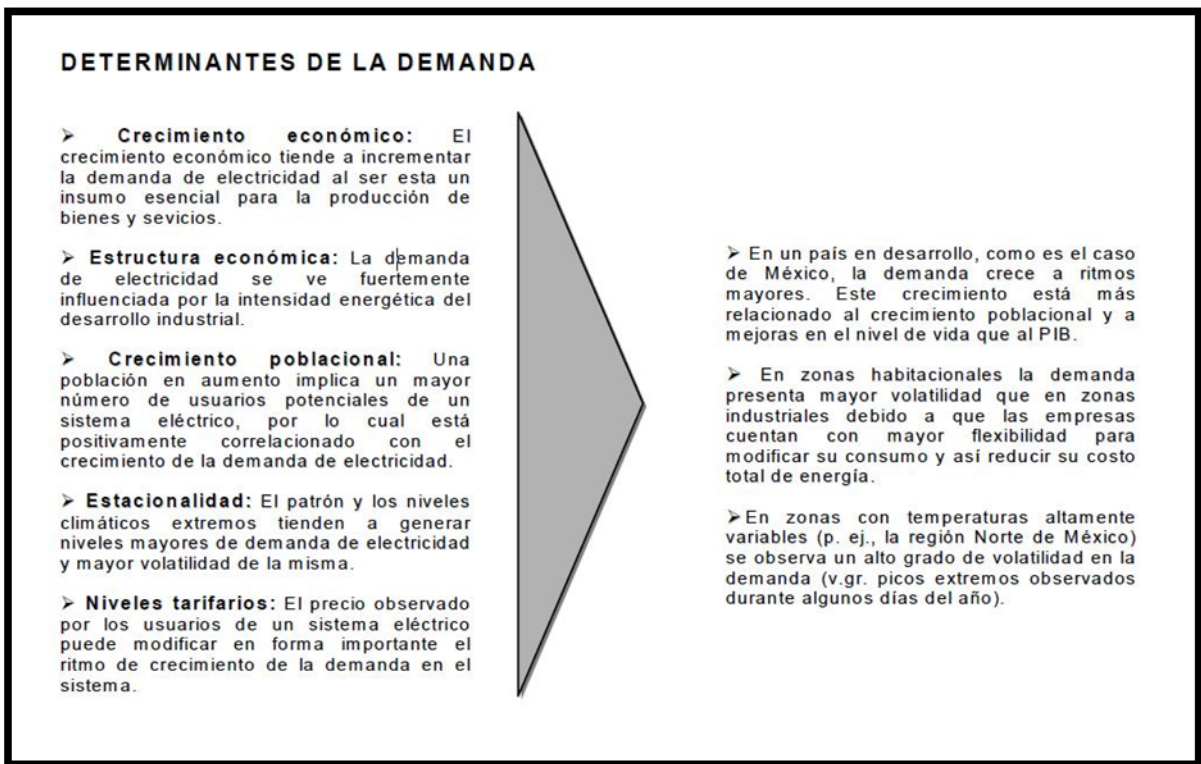 DETERMINANTES DE LA DEMANDA
➢ Crecimiento económico: El
crecimiento económico tiende a incrementar
la demanda de electricidad al ser esta un
insumo esencial para la producción de
bienes y sevicios.
➢ Estructura económica: La demanda
de electricidad se ve fuertemente
influenciada por la intensidad energética del
desarrollo industrial.
➢ Crecimiento poblacional: Una
población en aumento implica un mayor
número de usuarios potenciales de un
sistema eléctrico, por lo cual está
positivamente correlacionado con el
crecimiento de la demanda de electricidad.
➢ Estacionalidad: El patrón y los niveles
climáticos extremos tienden a generar
niveles mayores de demanda de electricidad
y mayor volatilidad de la misma.
➢ Niveles tarifarios: El precio observado
por los usuarios de un sistema eléctrico
puede modificar en forma importante el
ritmo de crecimiento de la demanda en el
sistema.
➢ En un país en desarrollo, como es el caso
de México, la demanda crece a ritmos
mayores. Este crecimiento está más
relacionado al crecimiento poblacional y a
mejoras en el nivel de vida que al PIB.
➢ En zonas habitacionales la demanda
presenta mayor volatilidad que en zonas
industriales debido a que las empresas
cuentan con mayor flexibilidad para
modificar su consumo y así reducir su costo
total de energía.
➢En zonas con temperaturas altamente
variables (p. ej., la región Norte de México)
se observa un alto grado de volatilidad en la
demanda (v.gr. picos extremos observados
durante algunos días del año).